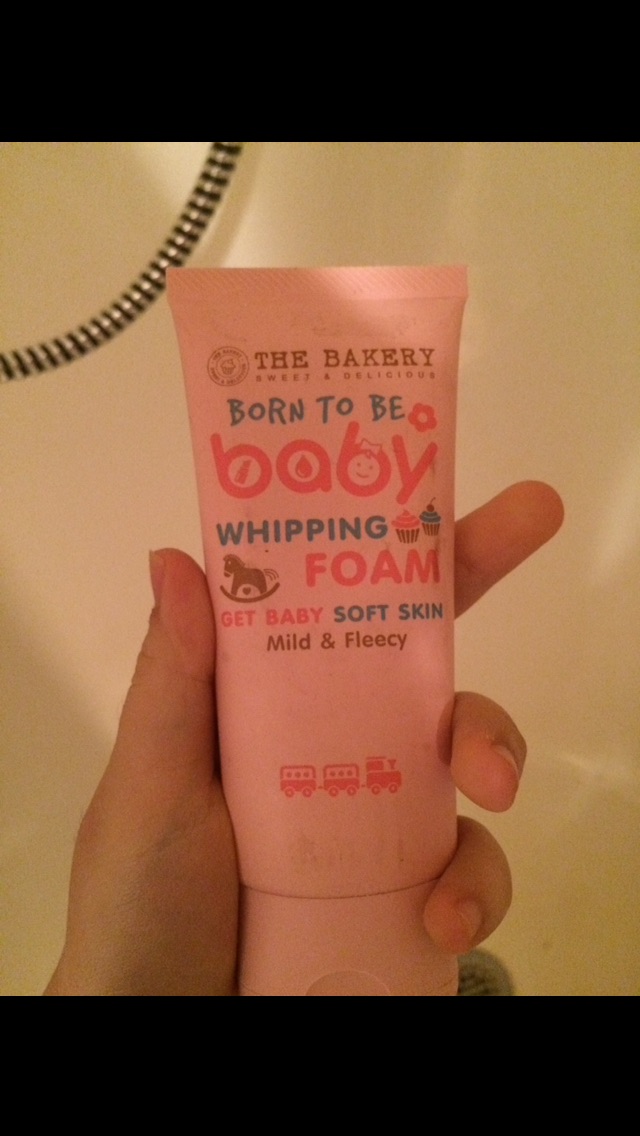 THE BAKERY
SWEET & DELICIOUS
BORN TO BE
baby
WHIPPING
FOAM
GET BABY SOFT SKIN
Mild & Fleecy